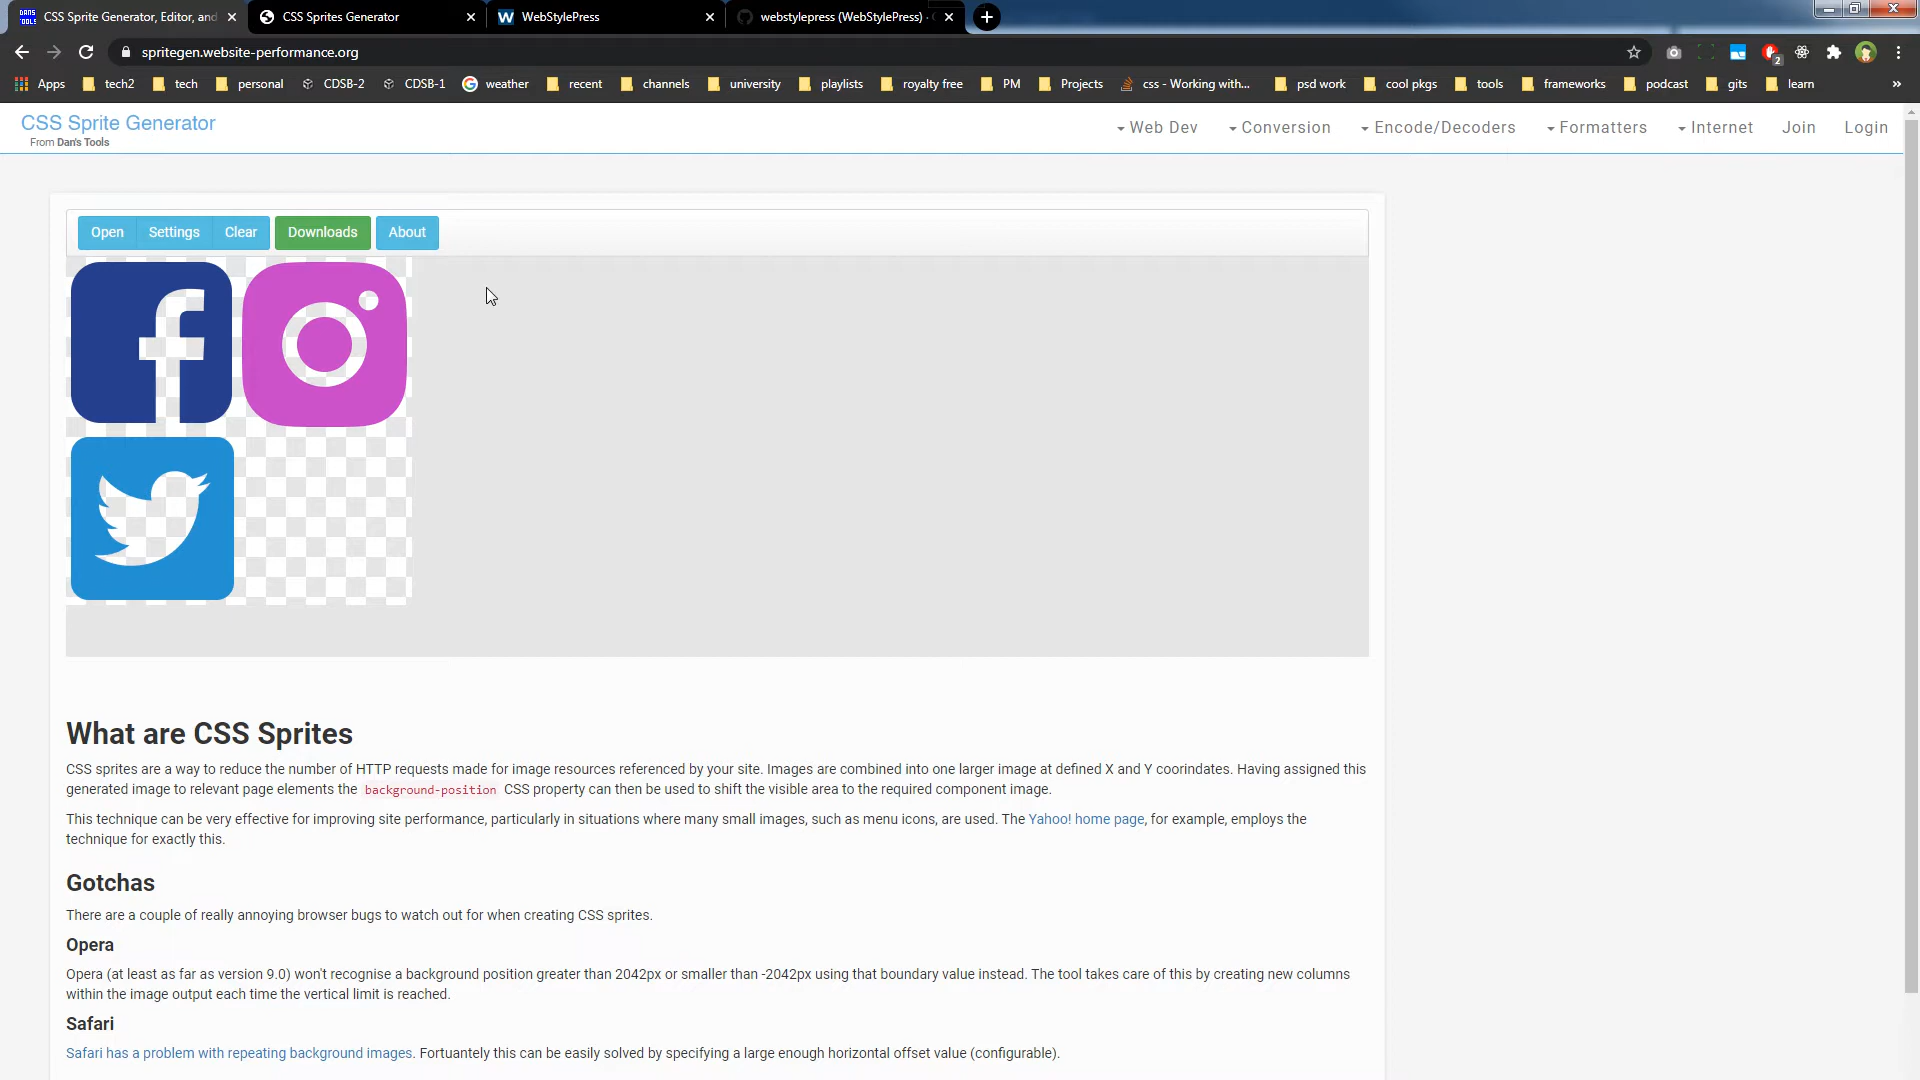 CSS Sprite Generator, Editor, and
CSS Sprites Generator
WebStylePress
webstylepress (WebStylePress) ·
spritegen.website-performance.org
2
Apps
tech2
tech
personal
CDSB-2
CDSB-1
weather
recent
channels
university
playlists
royalty free
PM
Projects
css - Working with...
psd work
cool pkgs
tools
frameworks
podcast
gits
learn
»
CSS Sprite Generator
From Dan's Tools
Web Dev
Conversion
Encode/Decoders
Formatters
Internet
Join
Login
Open
Settings
Clear
Downloads
About
What are CSS Sprites
CSS sprites are a way to reduce the number of HTTP requests made for image resources referenced by your site. Images are combined into one larger image at defined X and Y coorindates. Having assigned this
generated image to relevant page elements the background-position CSS property can then be used to shift the visible area to the required component image.
This technique can be very effective for improving site performance, particularly in situations where many small images, such as menu icons, are used. The Yahoo! home page, for example, employs the
technique for exactly this.
Gotchas
There are a couple of really annoying browser bugs to watch out for when creating CSS sprites.
Opera
Opera (at least as far as version 9.0) won't recognise a background position greater than 2042px or smaller than -2042px using that boundary value instead. The tool takes care of this by creating new columns
within the image output each time the vertical limit is reached.
Safari
Safari has a problem with repeating background images. Fortuantely this can be easily solved by specifying a large enough horizontal offset value (configurable).